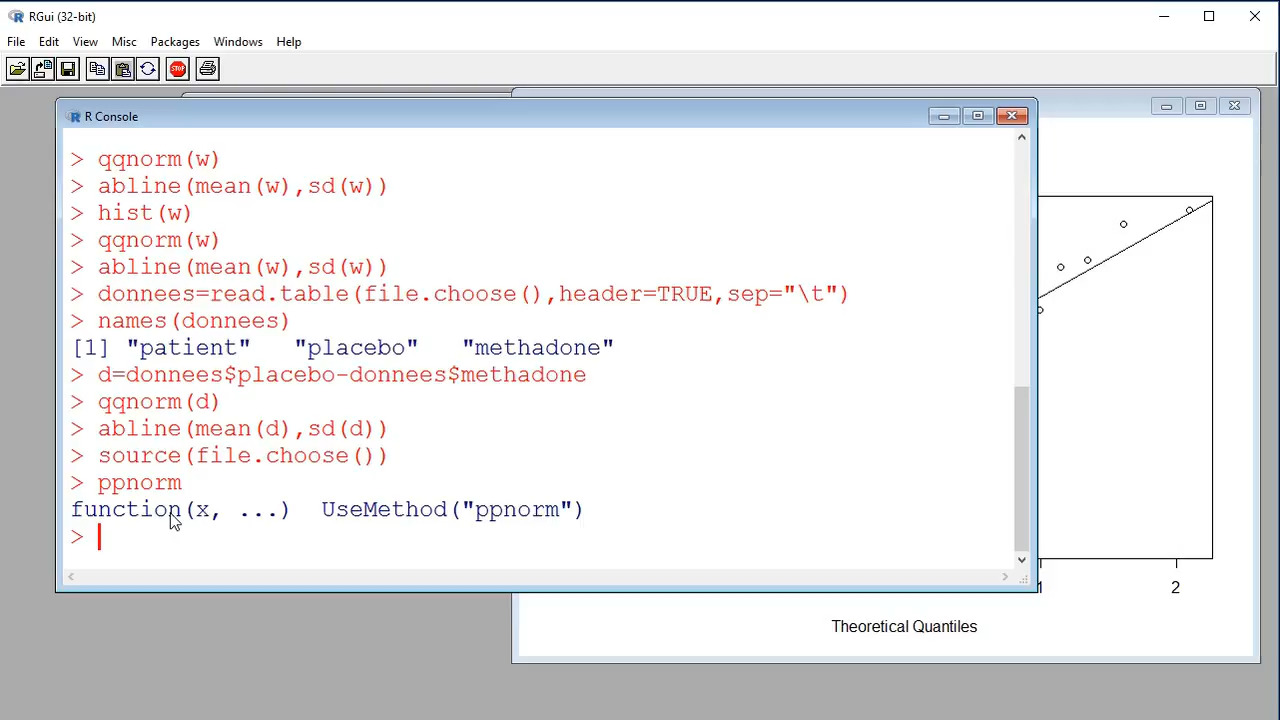 RGui (32-bit)
File Edit View Misc Packages Windows Help
STOP
R Console
> qqnorm(w)
> abline(mean(w),sd(w))
> hist(w)
> qqnorm(w)
> abline(mean(w),sd(w))
> donnees=read.table(file.choose(),header=TRUE,sep="\t")
> names(donnees)
[1] "patient"   "placebo"   "methadone"
> d=donnees$placebo-donnees$methadone
> qqnorm(d)
> abline(mean(d),sd(d))
> source(file.choose())
> ppnorm
function(x, ...)  UseMethod("ppnorm")
>
1 2
Theoretical Quantiles